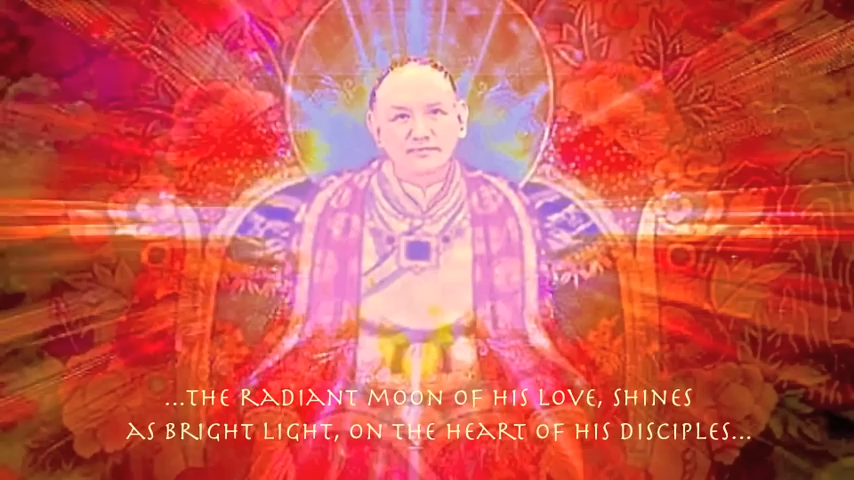 ...THE RADIANT MOON OF HIS LOVE, SHINES
AS BRIGHT LIGHT, ON THE HEART OF HIS DISCIPLES...